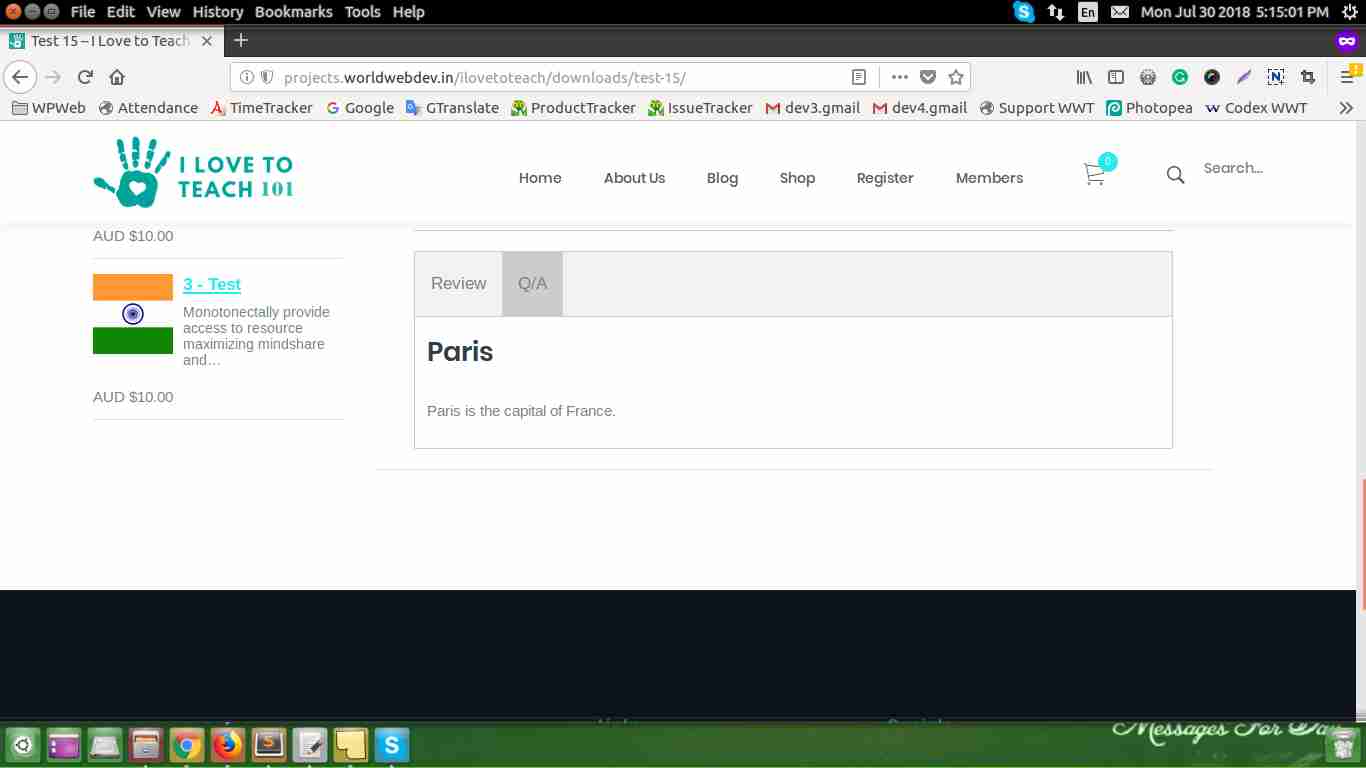 File Edit View History Bookmarks Tools Help
En Mon Jul 30 2018 5:15:01 PM
Test 15 – I Love to Teach
projects.worldwebdev.in/ilovetoteach/downloads/test-15/
WPWeb Attendance TimeTracker Google GTranslate ProductTracker IssueTracker dev3.gmail dev4.gmail Support WWT Photopea Codex WWT
I LOVE TO
TEACH 101
Home About Us Blog Shop Register Members 0 Search...
AUD $10.00
3 - Test
Monotonectally provide
access to resource
maximizing mindshare
and…
AUD $10.00
Review Q/A
Paris
Paris is the capital of France.
Messages For